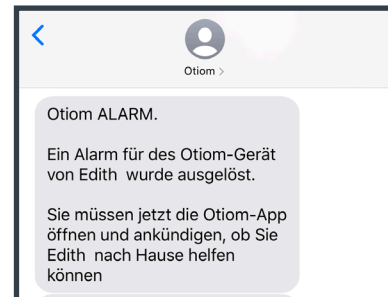 Otiom >
Otiom ALARM.
Ein Alarm für des Otiom-Gerät
von Edith  wurde ausgelöst.
Sie müssen jetzt die Otiom-App
öffnen und ankündigen, ob Sie
Edith  nach Hause helfen
können